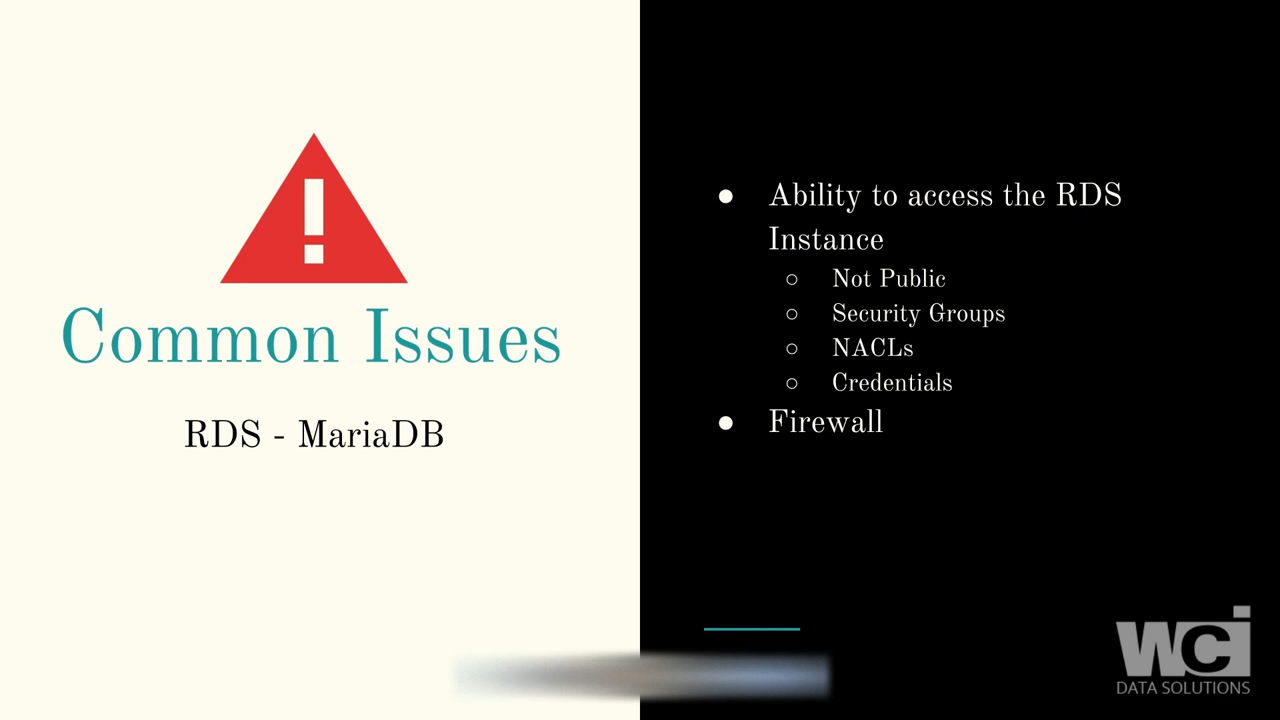 Common Issues
RDS - MariaDB
● Ability to access the RDS
Instance
○ Not Public
○ Security Groups
○ NACLs
○ Credentials
● Firewall
WCi
DATA SOLUTIONS